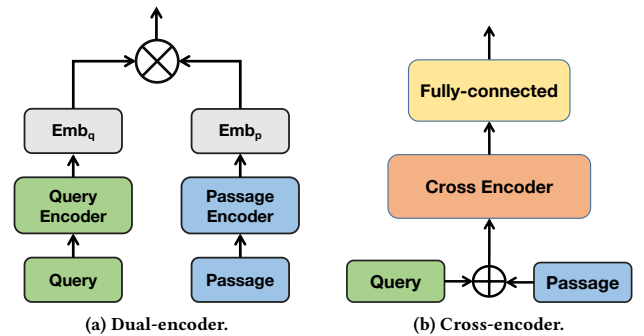 Emb_q
Emb_p
Query
Encoder
Passage
Encoder
Query
Passage
(a) Dual-encoder.
Fully-connected
Cross Encoder
Query
Passage
(b) Cross-encoder.